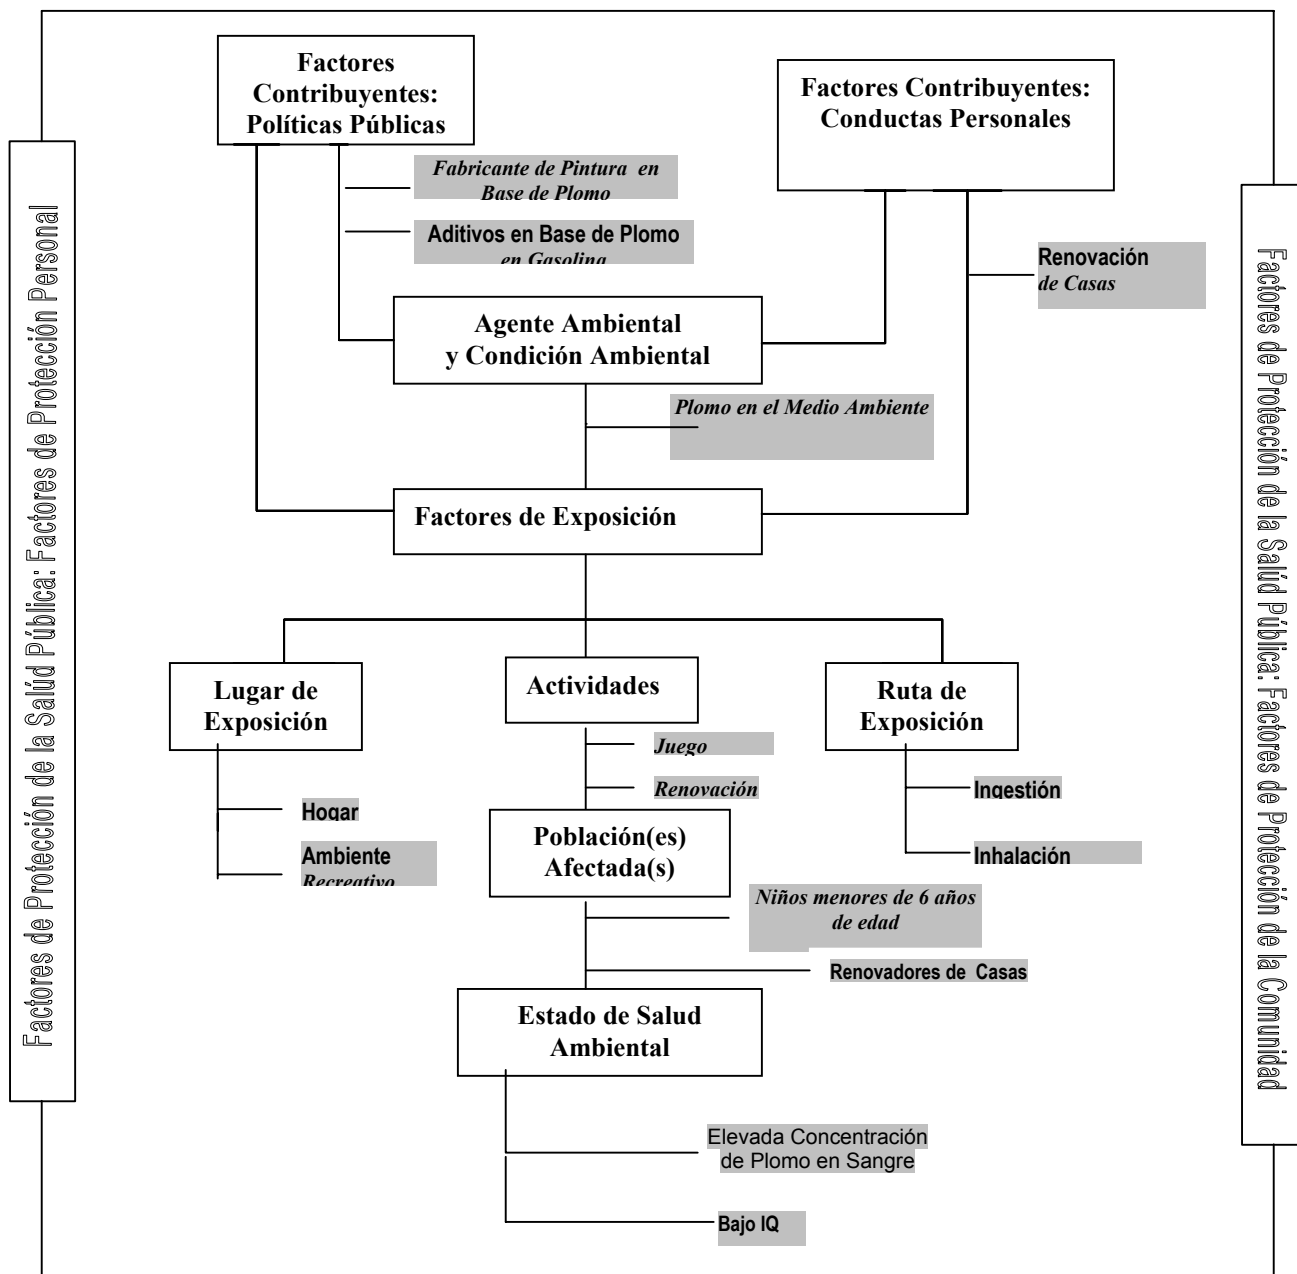 Factores
Contribuyentes:
Políticas Públicas
Factores Contribuyentes:
Conductas Personales
Fabricante de Pintura en
Base de Plomo
Aditivos en Base de Plomo
en Gasolina
Renovación
de Casas
Agente Ambiental
y Condición Ambiental
Plomo en el Medio Ambiente
Factores de Exposición
Lugar de
Exposición
Actividades
Ruta de
Exposición
Juego
Renovación
Hogar
Ambiente
Recreativo
Ingestión
Inhalación
Población(es)
Afectada(s)
Niños menores de 6 años
de edad
Renovadores de Casas
Estado de Salud
Ambiental
Elevada Concentración
de Plomo en Sangre
Bajo IQ
Factores de Protección de la Salúd Pública: Factores de Protección Personal
Factores de Protección de la Salúd Pública: Factores de Protección de la Comunidad